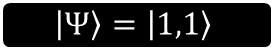 |Ψ⟩ = |1,1⟩